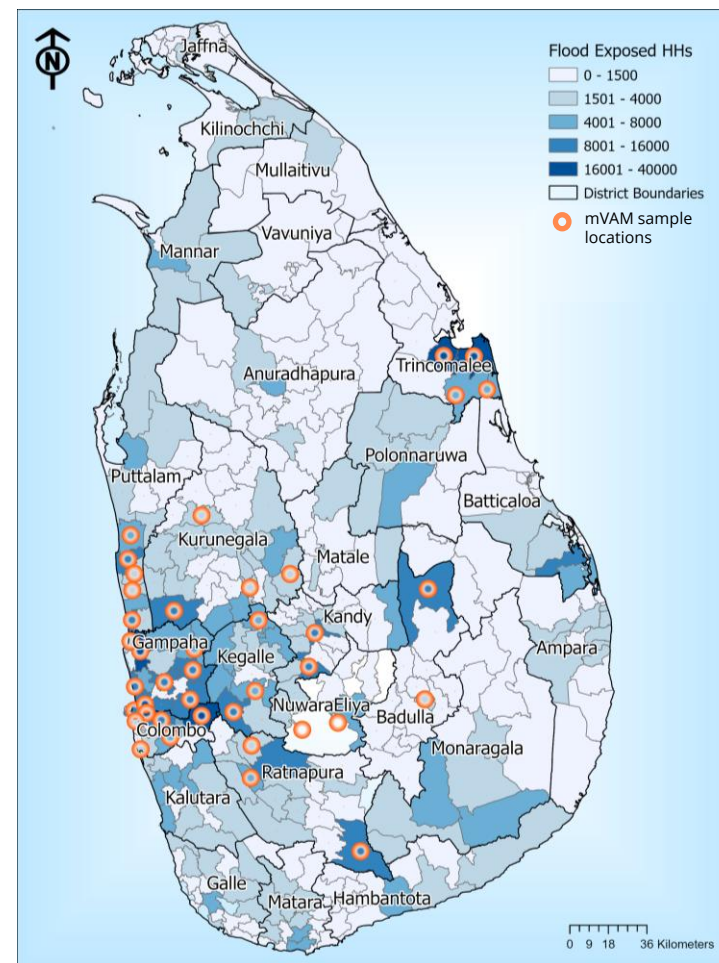 N
Jaffna
Kilinochchi
Mullaitivu
Vavuniya
Mannar
Anuradhapura
Trincomalee
Polonnaruwa
Puttalam
Batticaloa
Kurunegala
Matale
Kandy
Gampaha
Kegalle
Ampara
NuwaraEliya
Badulla
Colombo
Monaragala
Ratnapura
Kalutara
Galle
Matara
Hambantota
Flood Exposed HHs
0 - 1500
1501 - 4000
4001 - 8000
8001 - 16000
16001 - 40000
District Boundaries
mVAM sample
locations
0 9 18 36 Kilometers